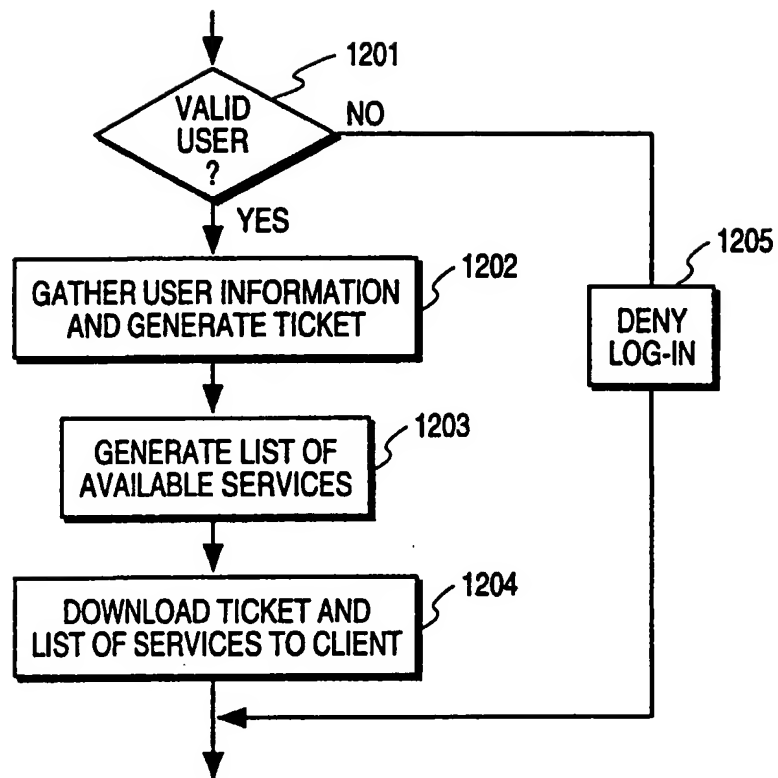 1201
VALID
USER
?
NO
YES
1202
GATHER USER INFORMATION
AND GENERATE TICKET
1205
DENY
LOG-IN
1203
GENERATE LIST OF
AVAILABLE SERVICES
1204
DOWNLOAD TICKET AND
LIST OF SERVICES TO CLIENT